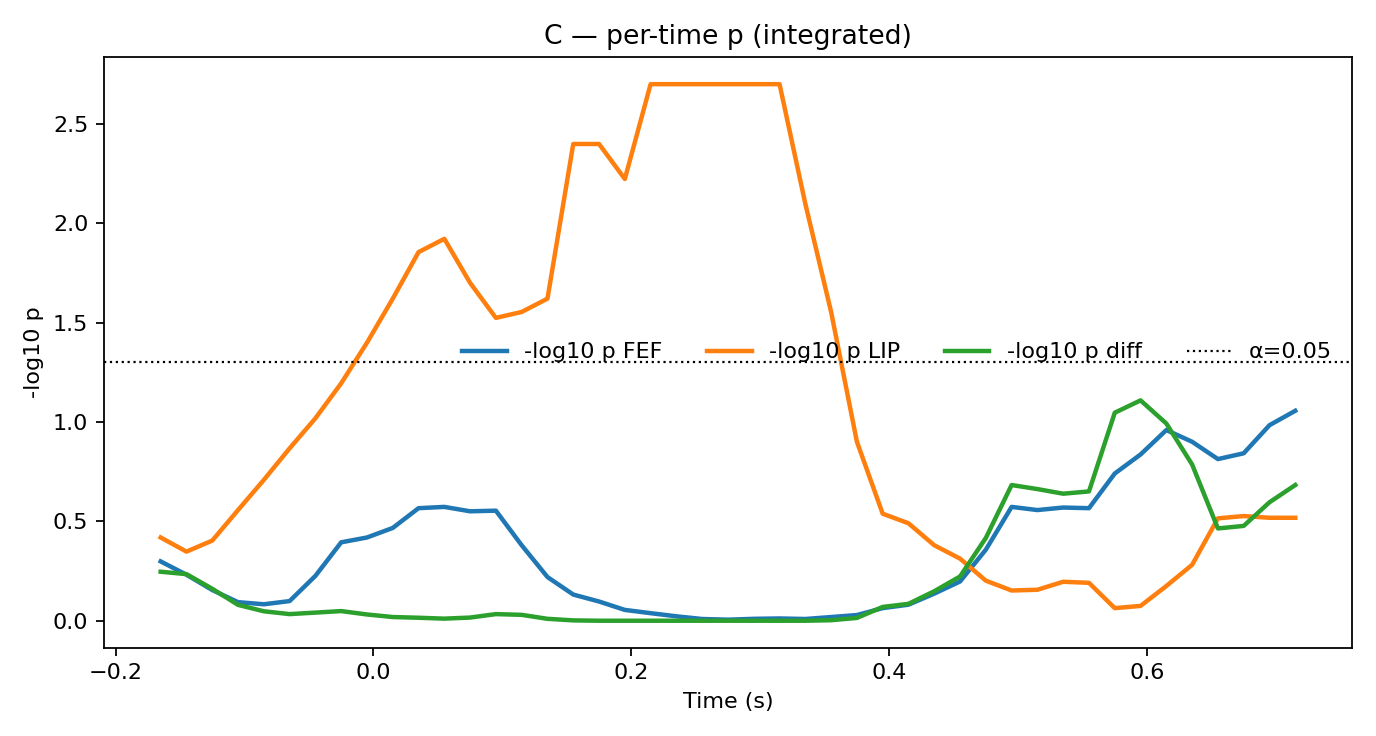 C — per-time p (integrated)
2.5
2.0
1.5
1.0
0.5
0.0
-log10 p
-log10 p FEF -log10 p LIP -log10 p diff α=0.05
−0.2 0.0 0.2 0.4 0.6
Time (s)